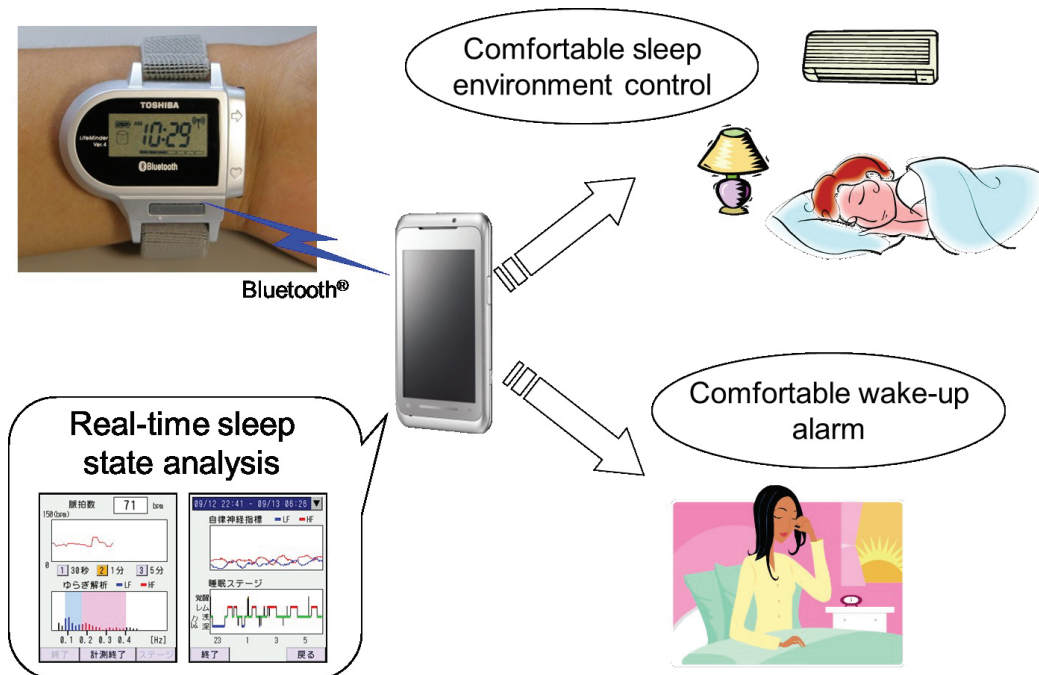 TOSHIBA
LifeMinder
Ver.4
AM 10:29
Bluetooth
Bluetooth®
Comfortable sleep
environment control
Comfortable wake-up
alarm
Real-time sleep
state analysis
脈拍数 71 bpm
150(bpm)
0
1 30秒 2 1分 3 5分
ゆらぎ解析 LF HF
0.1 0.2 0.3 0.4 [Hz]
終了 計測終了 ステージ
09/12 22:41 - 09/13 06:28
自律神経指標 LF HF
睡眠ステージ
覚醒
レム
浅
深
23 1 3 5
終了 戻る